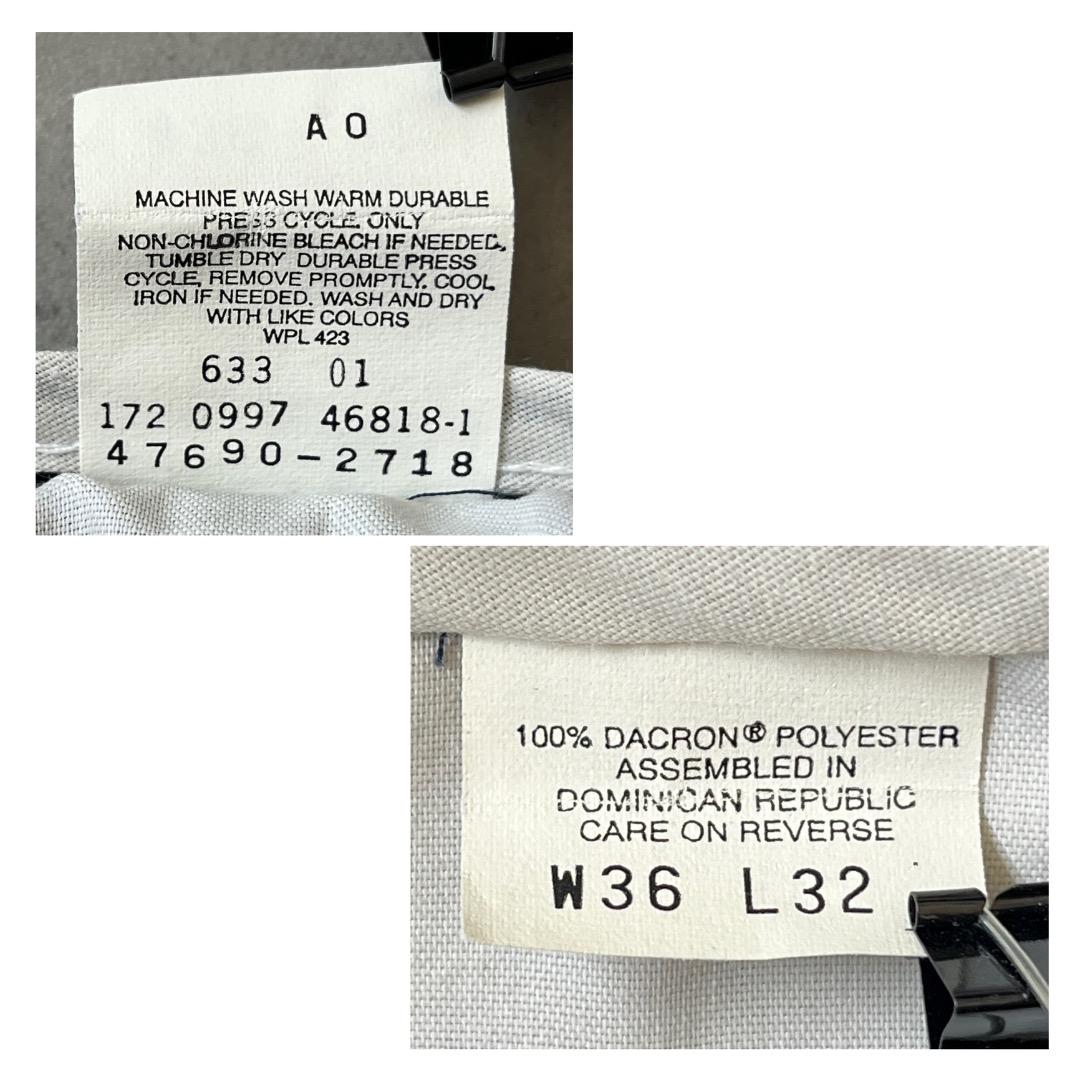 A 0
MACHINE WASH WARM DURABLE
PRESS CYCLE. ONLY
NON-CHLORINE BLEACH IF NEEDED,
TUMBLE DRY DURABLE PRESS
CYCLE, REMOVE PROMPTLY. COOL
IRON IF NEEDED. WASH AND DRY
WITH LIKE COLORS
WPL 423
633 01
172 0997 46818-1
47690-2718
100% DACRON® POLYESTER
ASSEMBLED IN
DOMINICAN REPUBLIC
CARE ON REVERSE
W36 L32